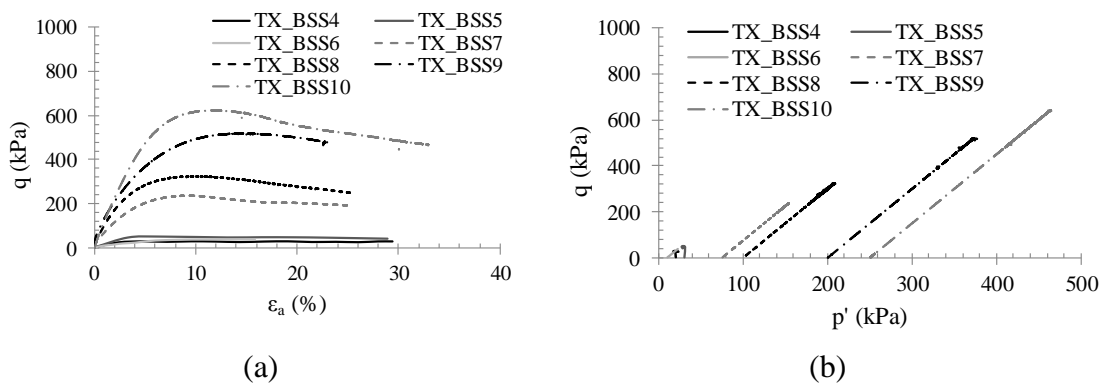 TX_BSS4 TX_BSS5
TX_BSS6 TX_BSS7
TX_BSS8 TX_BSS9
TX_BSS10
1000
800
600
400
200
0
q (kPa)
0 10 20 30 40
εa (%)
(a)
TX_BSS4 TX_BSS5
TX_BSS6 TX_BSS7
TX_BSS8 TX_BSS9
TX_BSS10
1000
800
600
400
200
0
q (kPa)
0 100 200 300 400 500
p' (kPa)
(b)